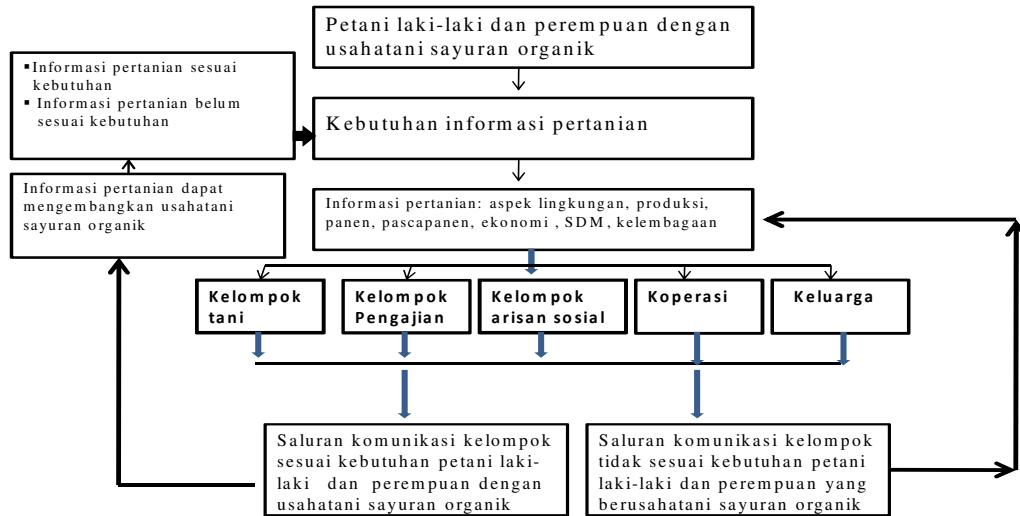 Petani laki-laki dan perempuan dengan
usahatani sayuran organik
▪Informasi pertanian sesuai
kebutuhan
▪ Informasi pertanian belum
sesuai kebutuhan
Kebutuhan informasi pertanian
Informasi pertanian dapat
mengembangkan usahatani
sayuran organik
Informasi pertanian: aspek lingkungan, produksi,
panen, pascapanen, ekonomi , SDM, kelembagaan
Kelompok
tani
Kelompok
Pengajian
Kelompok
arisan sosial
Koperasi
Keluarga
Saluran komunikasi kelompok
sesuai kebutuhan petani laki-
laki dan perempuan dengan
usahatani sayuran organik
Saluran komunikasi kelompok
tidak sesuai kebutuhan petani
laki-laki dan perempuan yang
berusahatani sayuran organik